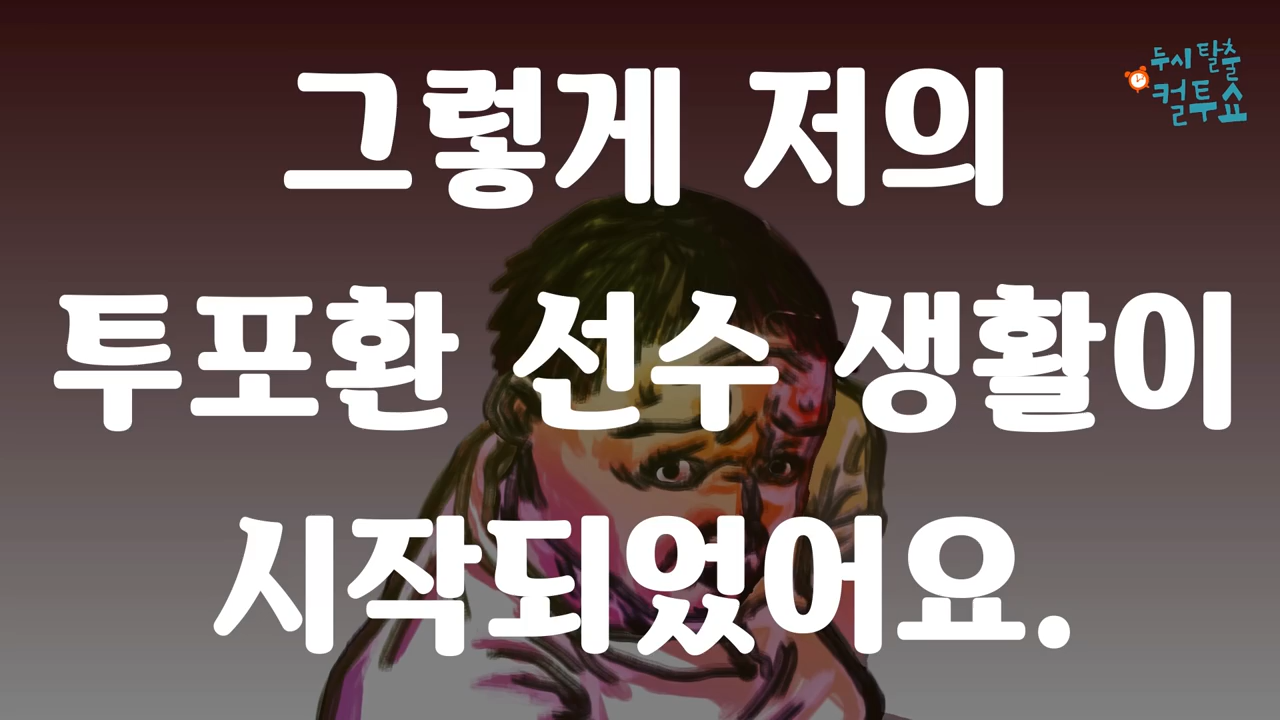 두시탈출
컬투쇼
그렇게 저의
투포환 선수 생활이
시작되었어요.